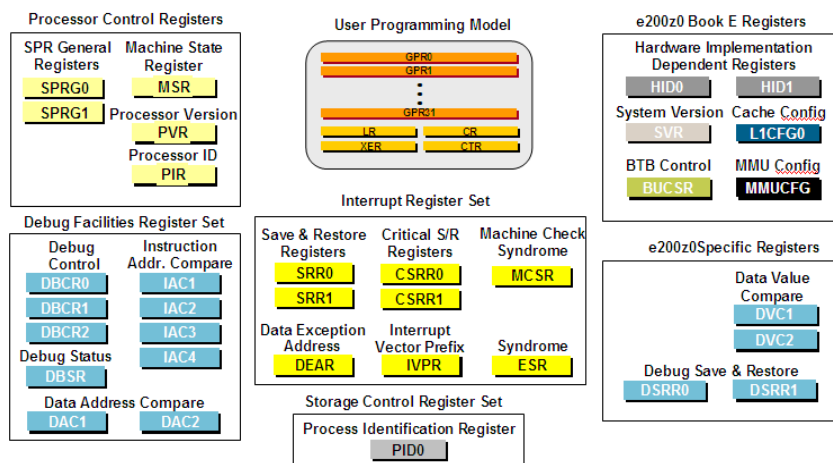 Processor Control Registers
SPR General Registers
SPRG0
SPRG1
Machine State Register
MSR
Processor Version
PVR
Processor ID
PIR
User Programming Model
GPR0
GPR1
GPR31
LR
CR
XER
CTR
e200z0 Book E Registers
Hardware Implementation
Dependent Registers
HID0
HID1
System Version
SVR
Cache Config
L1CFG0
BTB Control
BUCSR
MMU Config
MMUCFG
Debug Facilities Register Set
Debug Control
DBCR0
DBCR1
DBCR2
Debug Status
DBSR
Instruction Addr. Compare
IAC1
IAC2
IAC3
IAC4
Data Address Compare
DAC1
DAC2
Interrupt Register Set
Save & Restore Registers
SRR0
SRR1
Critical S/R Registers
CSRR0
CSRR1
Machine Check Syndrome
MCSR
Data Exception Address
DEAR
Interrupt Vector Prefix
IVPR
Syndrome
ESR
Storage Control Register Set
Process Identification Register
PID0
e200z0Specific Registers
Data Value Compare
DVC1
DVC2
Debug Save & Restore
DSRR0
DSRR1